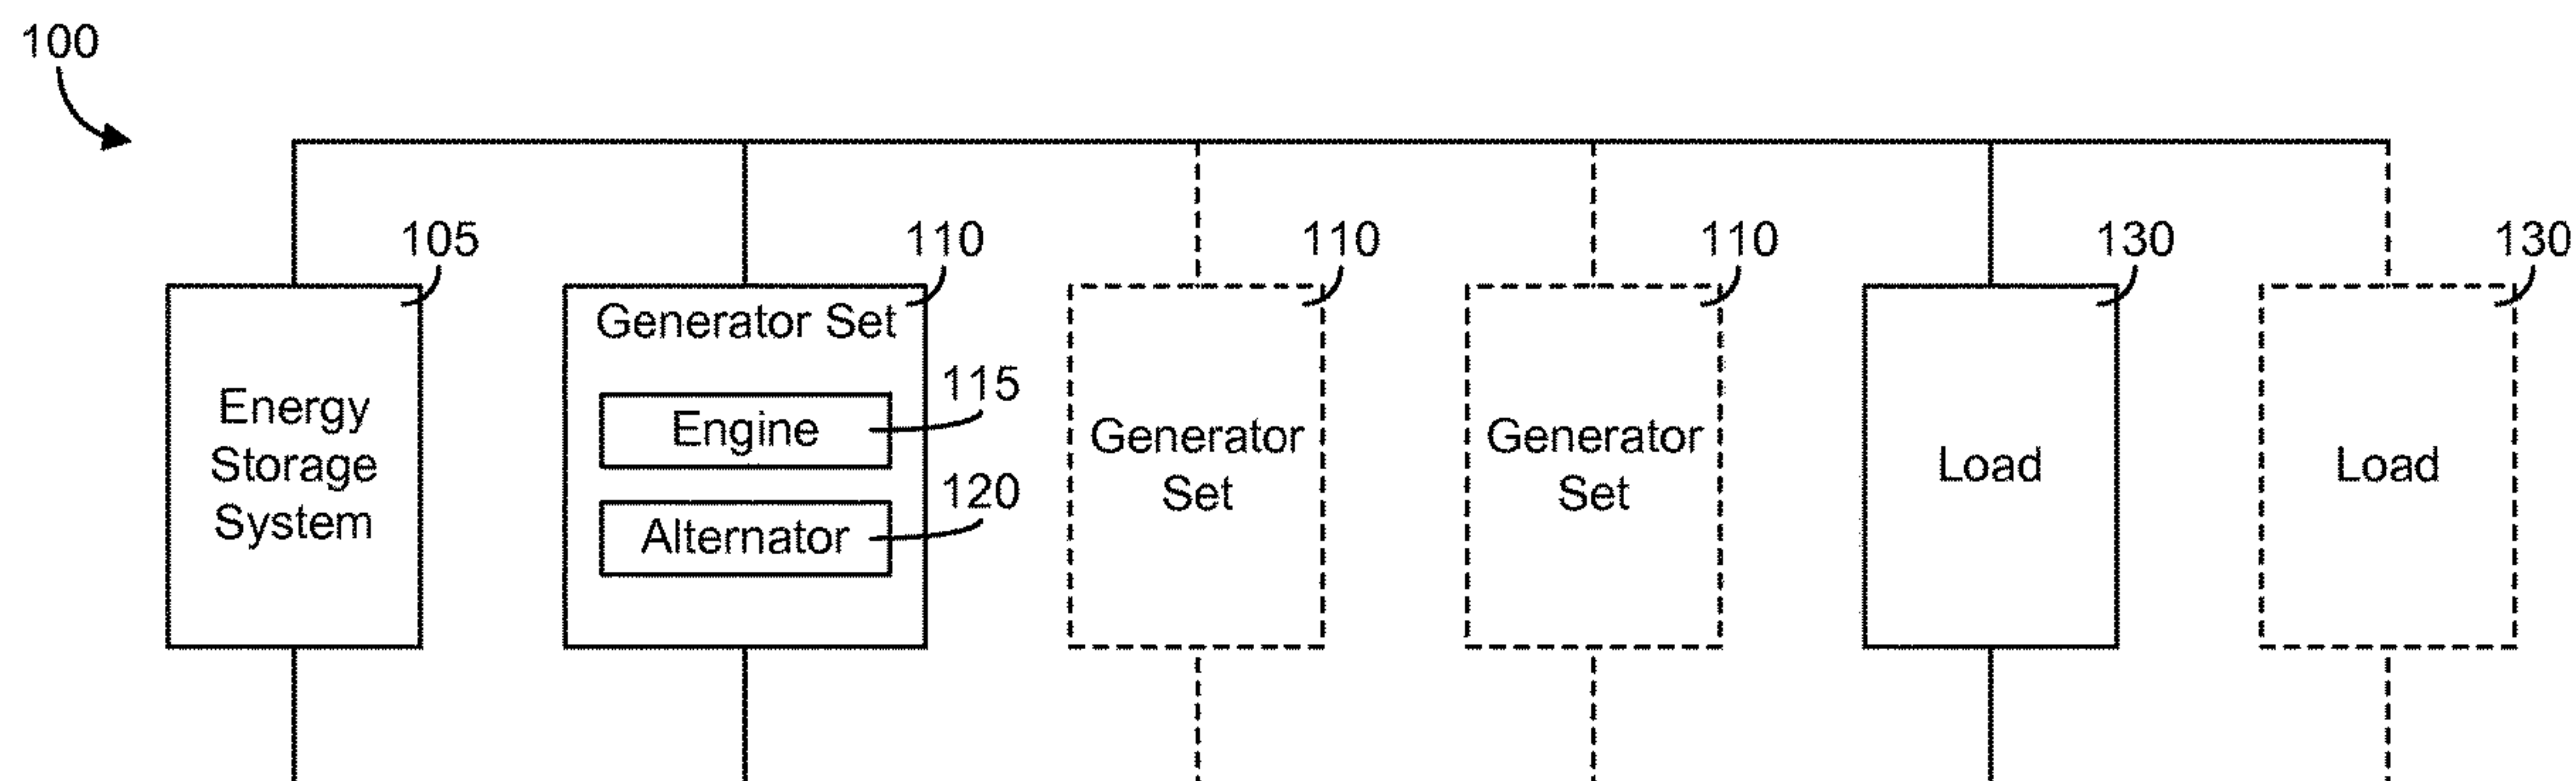 100
105
110
110
110
130
130
Generator Set
115
Engine
120
Alternator
Energy
Storage
System
Generator
Set
Generator
Set
Load
Load